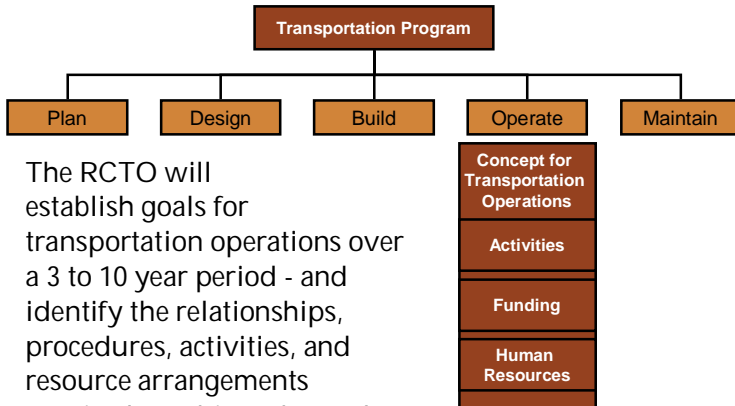 Transportation Program
Plan
Design
Build
Operate
Maintain
The RCTO will
establish goals for
transportation operations over
a 3 to 10 year period - and
identify the relationships,
procedures, activities, and
resource arrangements
Concept for
Transportation
Operations
Activities
Funding
Human
Resources